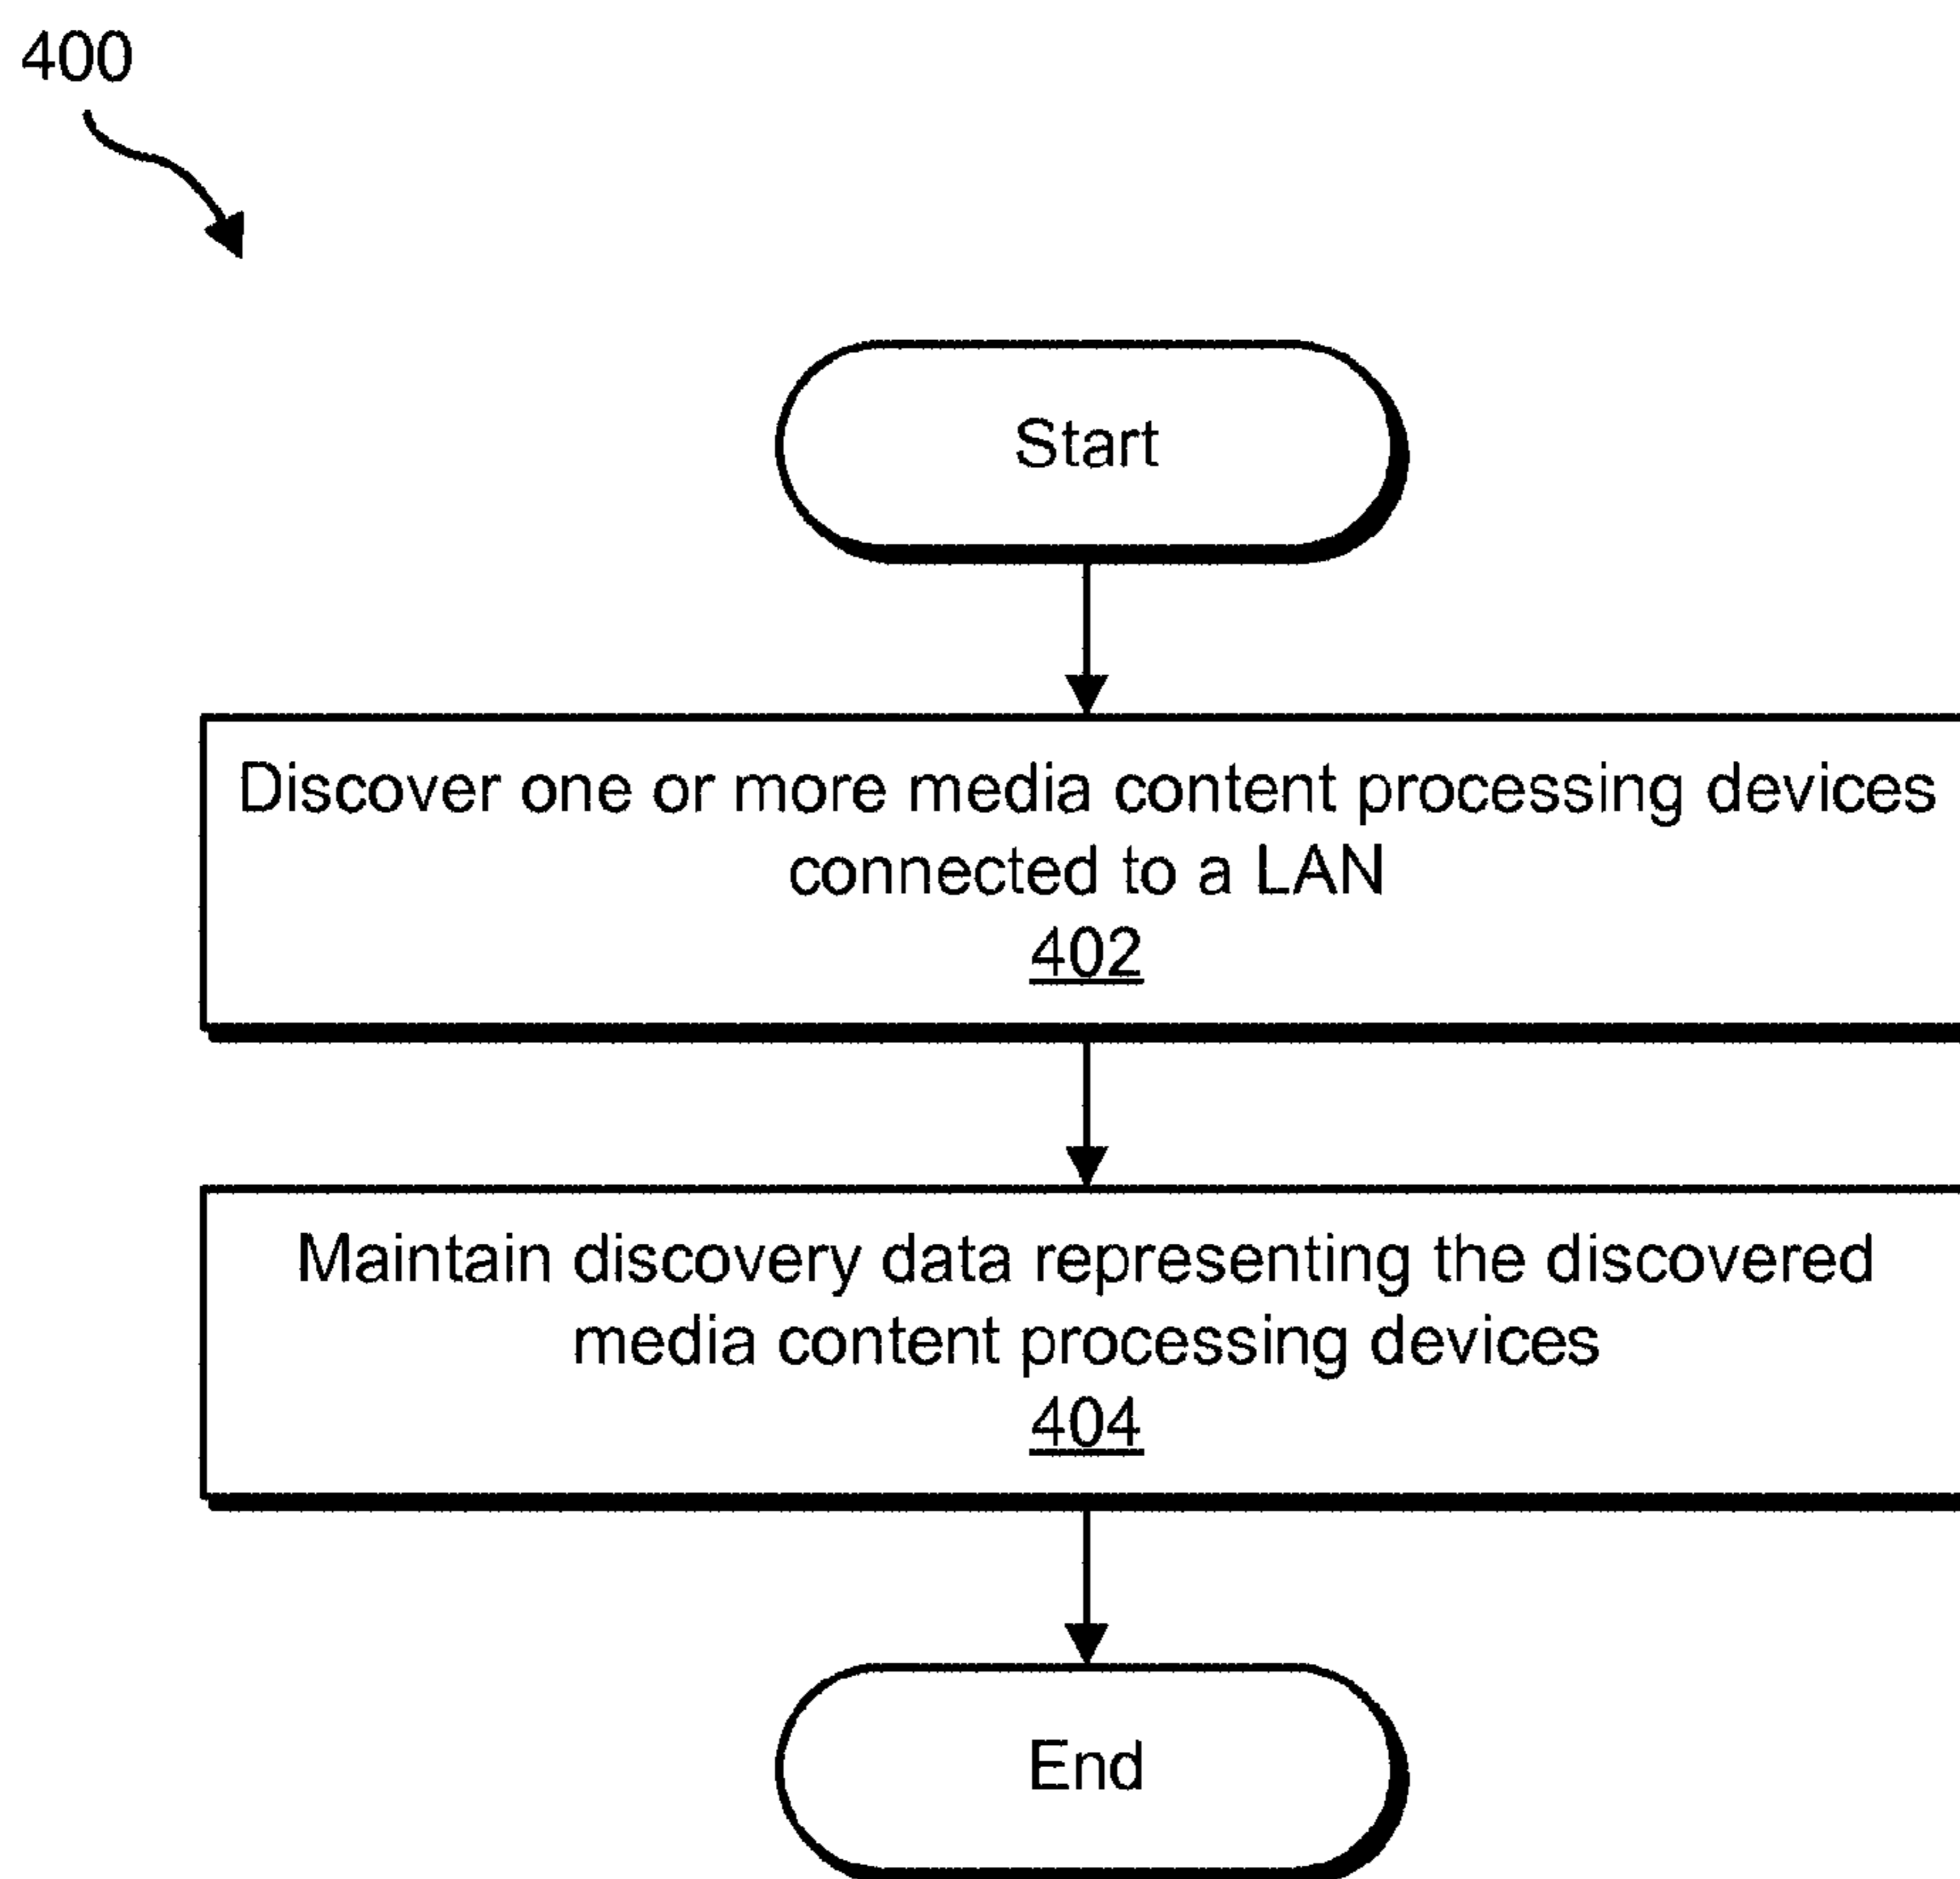 400
Start
Discover one or more media content processing devices
connected to a LAN
402
Maintain discovery data representing the discovered
media content processing devices
404
End